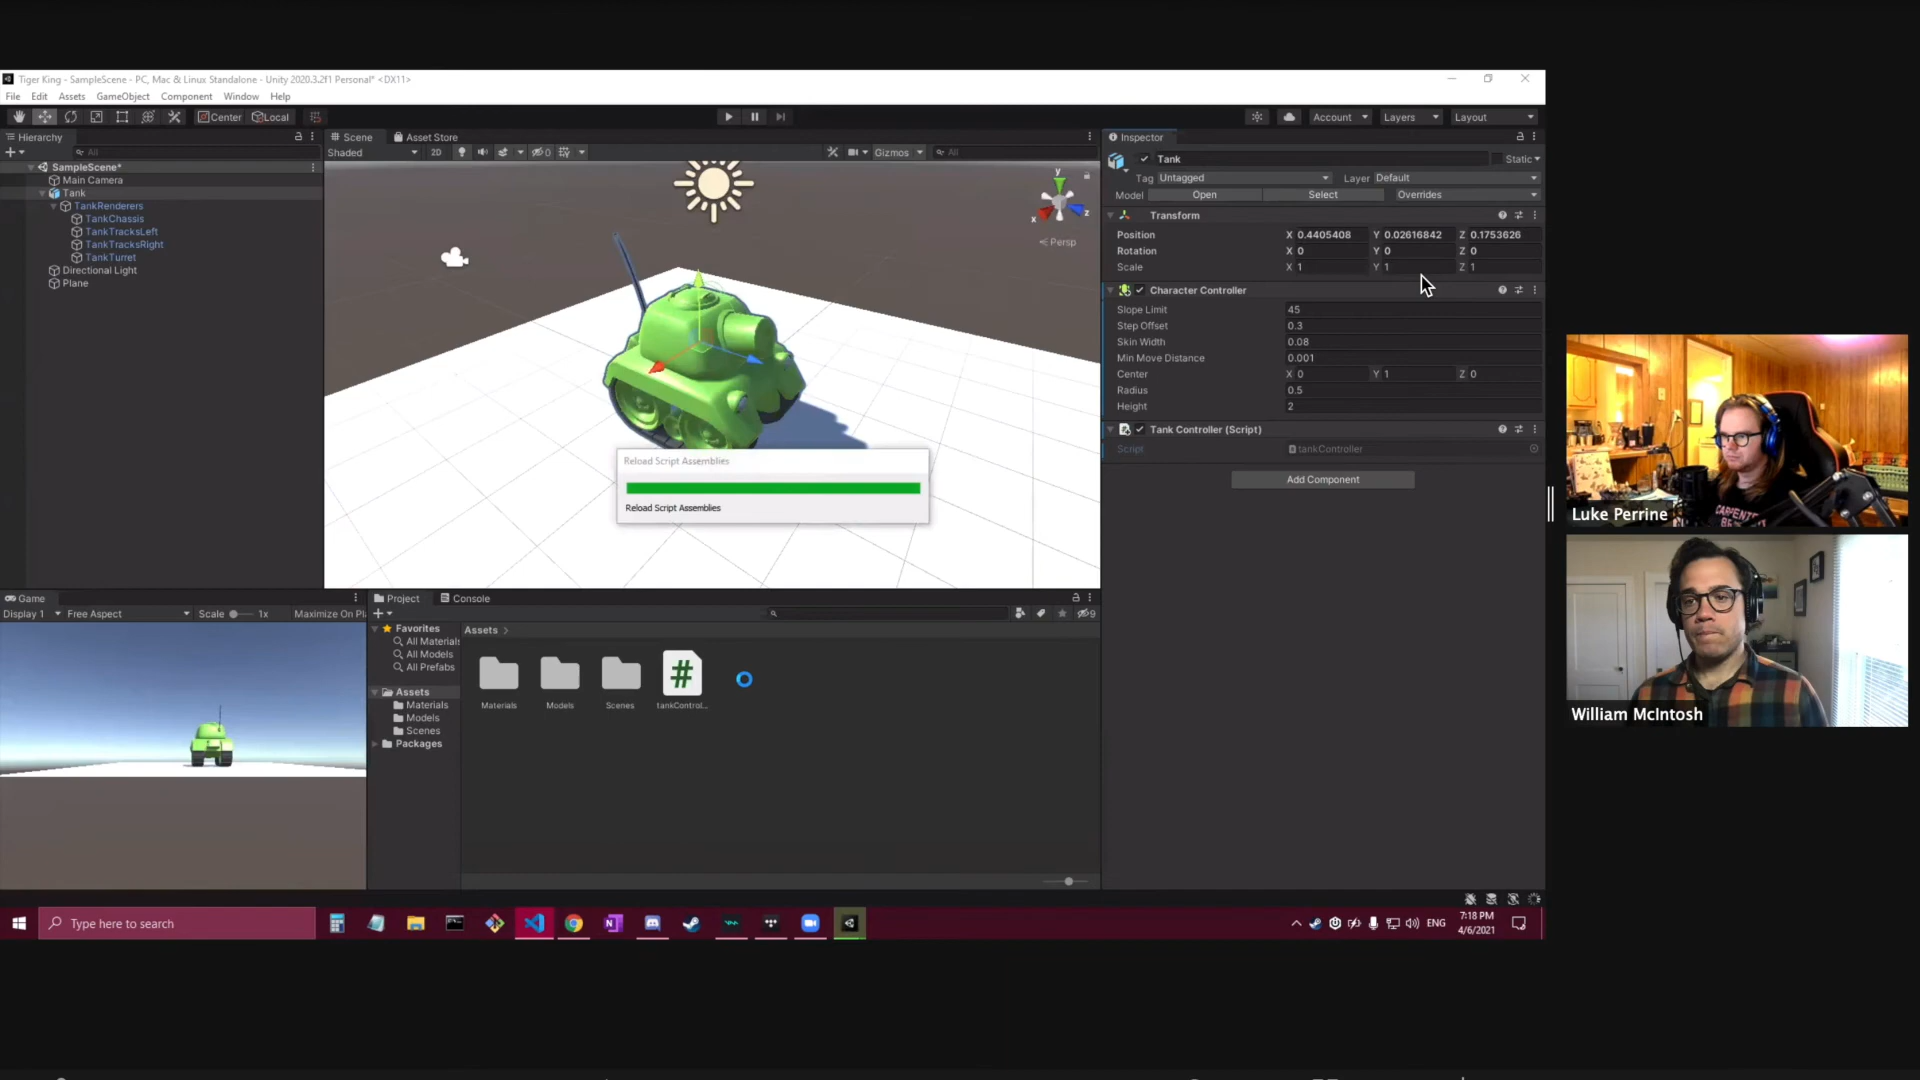 Tiger King - SampleScene - PC, Mac & Linux Standalone - Unity 2020.3.2f1 Personal* <DX11>
File Edit Assets GameObject Component Window Help
Center Local Account Layers Layout
Hierarchy
All
SampleScene*
Main Camera
Tank
TankRenderers
TankChassis
TankTracksLeft
TankTracksRight
TankTurret
Directional Light
Plane
Scene Asset Store
Shaded 2D 0 Gizmos All
y
x
z
Persp
Reload Script Assemblies
Reload Script Assemblies
Inspector
Tank Static
Tag Untagged Layer Default
Model Open Select Overrides
Transform
Position X 0.4405408 Y 0.02616842 Z 0.1753626
Rotation X 0 Y 0 Z 0
Scale X 1 Y 1 Z 1
Character Controller
Slope Limit 45
Step Offset 0.3
Skin Width 0.08
Min Move Distance 0.001
Center X 0 Y 1 Z 0
Radius 0.5
Height 2
Tank Controller (Script)
Script tankController
Add Component
Game
Display 1 Free Aspect Scale 1x Maximize On Pl
Project Console
9
Favorites
All Materials
All Models
All Prefabs
Assets
Materials
Models
Scenes
Packages
Assets
Materials Models Scenes tankControl...
#
Luke Perrine
William McIntosh
Type here to search
ENG
7:18 PM
4/6/2021